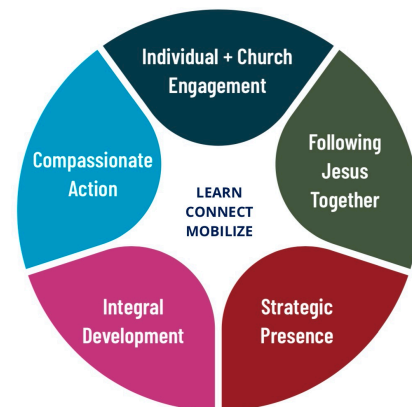 Individual + Church
Engagement
Following
Jesus
Together
Strategic
Presence
Integral
Development
Compassionate
Action
LEARN
CONNECT
MOBILIZE